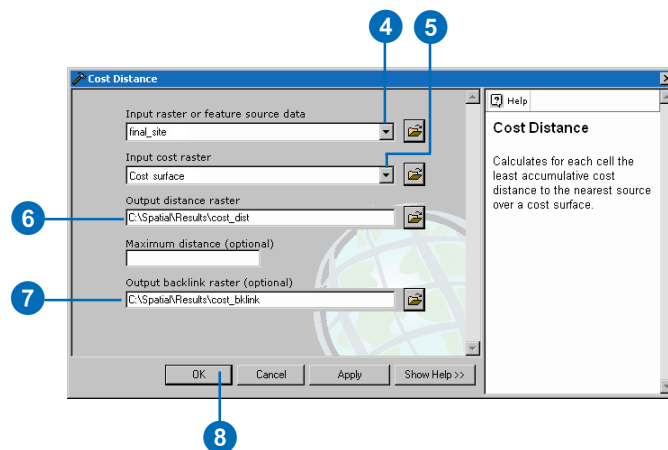 4 5
Cost Distance
Input raster or feature source data
final_site
Input cost raster
Cost surface
Output distance raster
6
C:\Spatial\Results\cost_dist
Maximum distance (optional)
Output backlink raster (optional)
7
C:\Spatial\Results\cost_bklink
OK Cancel Apply Show Help >>
8
Help
Cost Distance
Calculates for each cell the
least accumulative cost
distance to the nearest source
over a cost surface.